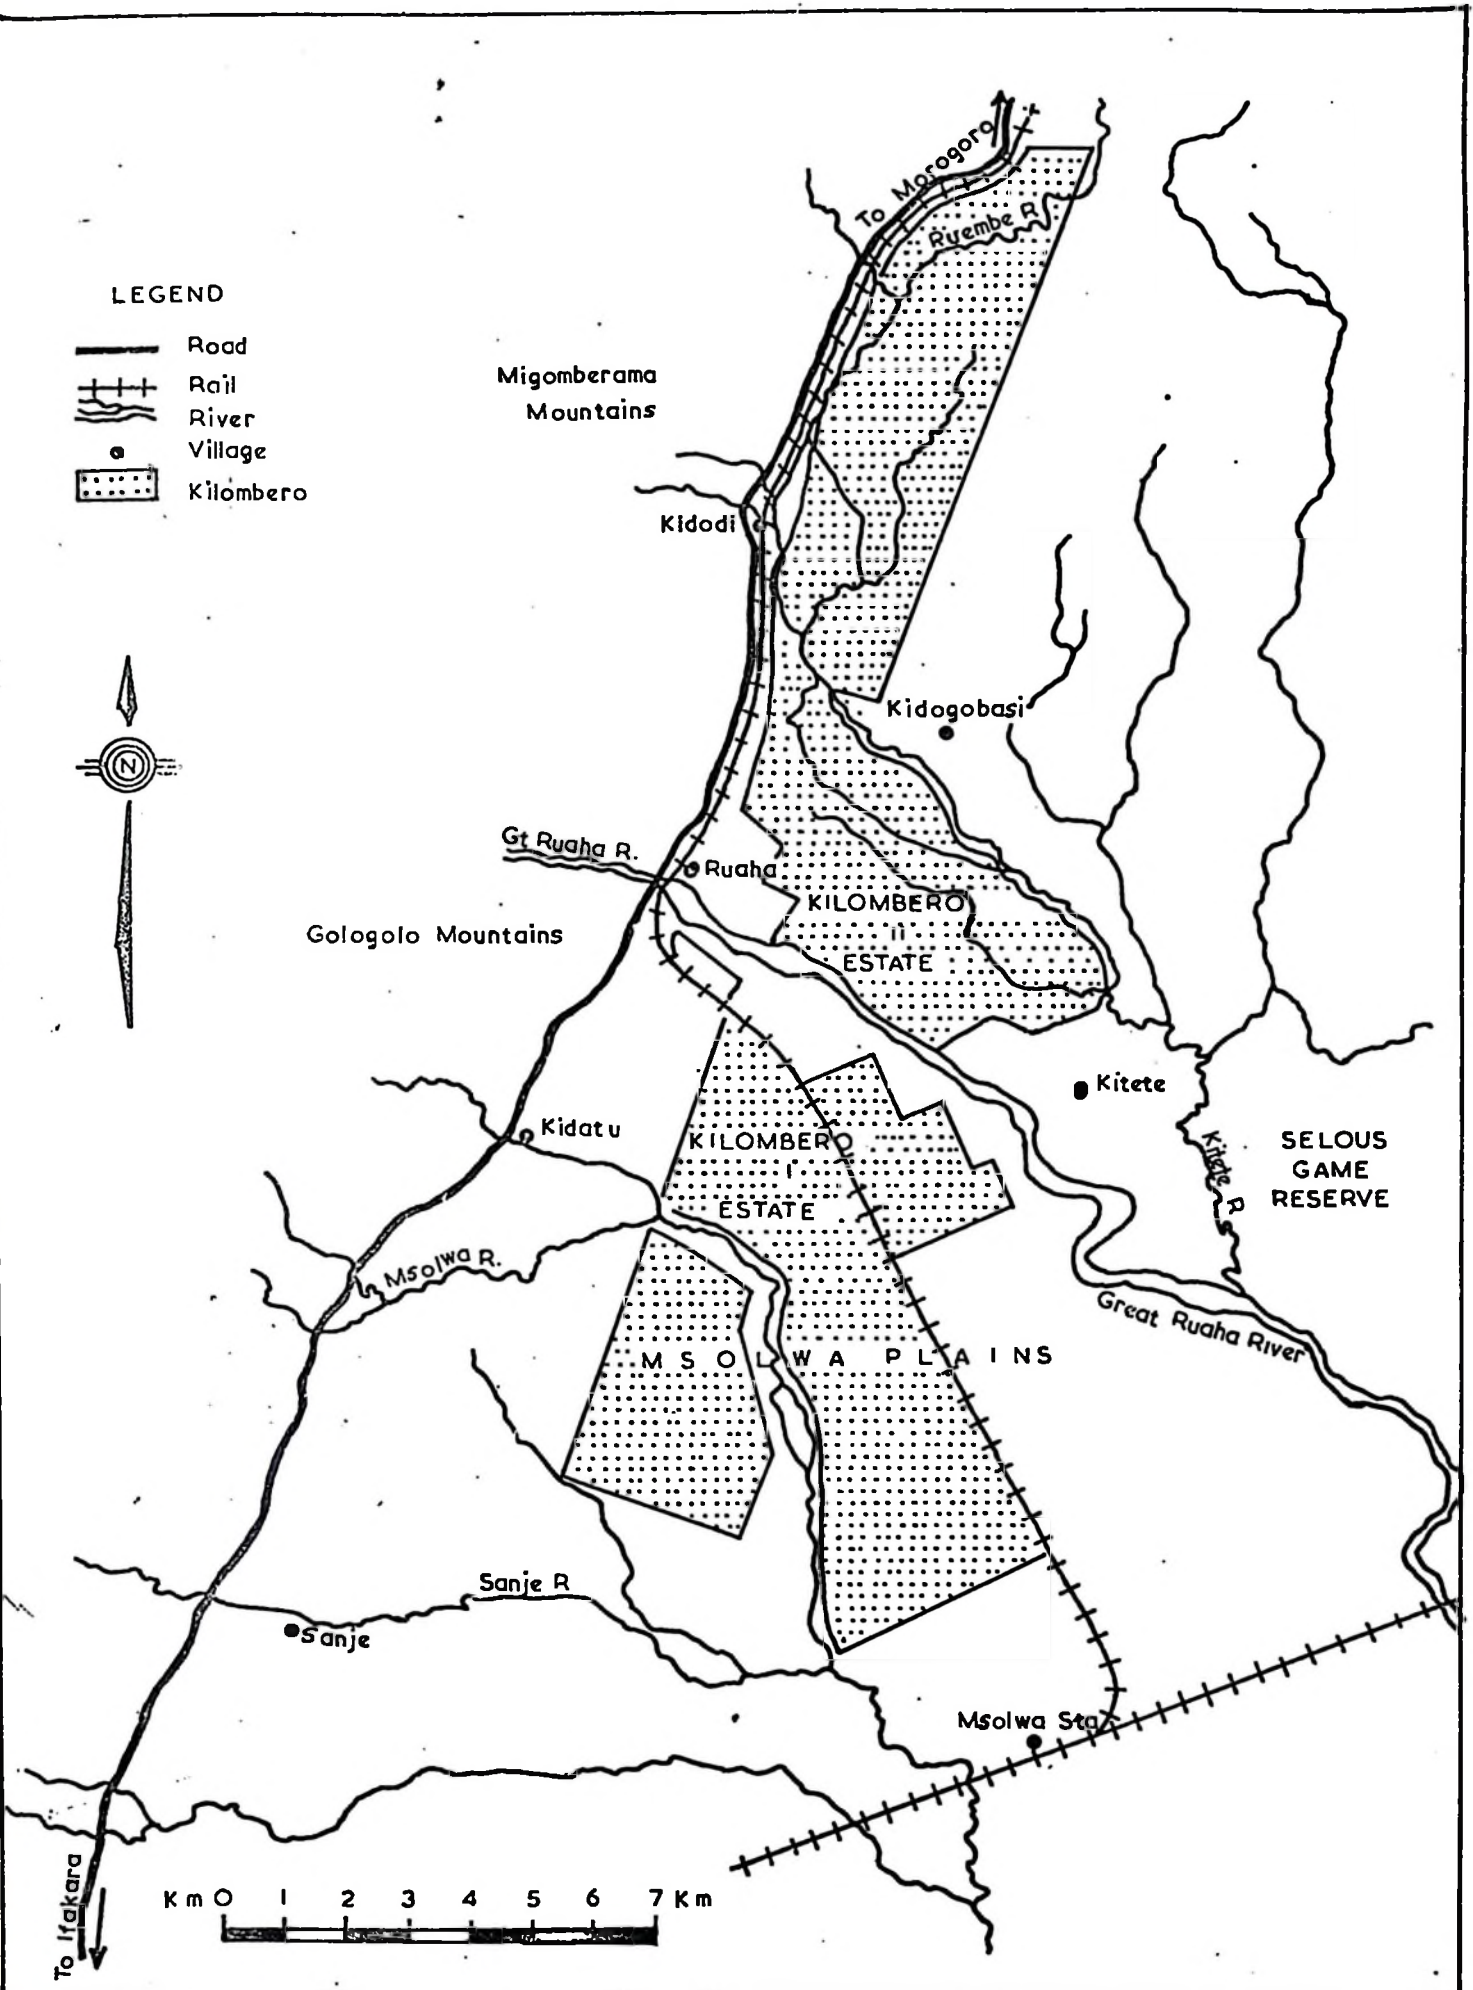 To Morogoro
Ruembe R
LEGEND
Road
Rail
River
Village
Kilombero
Migomberama
Mountains
Kidodi
Kidogobasi
N
Gt Ruaha R.
Ruaha
KILOMBERO
II
ESTATE
Gologolo Mountains
Kitete
Kidatu
KILOMBERO
I
ESTATE
Kitete R
SELOUS
GAME
RESERVE
Msolwa R.
Great Ruaha River
MSOLWA PLAINS
Sanje R
Sanje
Msolwa Sta
To Ifakara
Km 0 1 2 3 4 5 6 7 Km